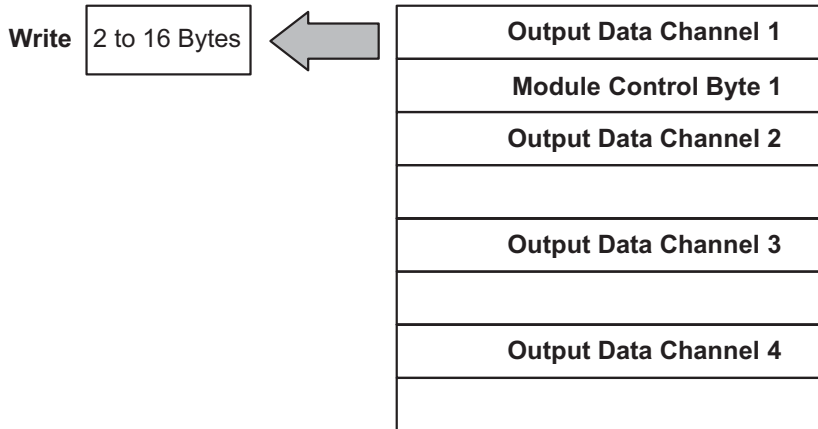 Write 2 to 16 Bytes
Output Data Channel 1
Module Control Byte 1
Output Data Channel 2
Output Data Channel 3
Output Data Channel 4